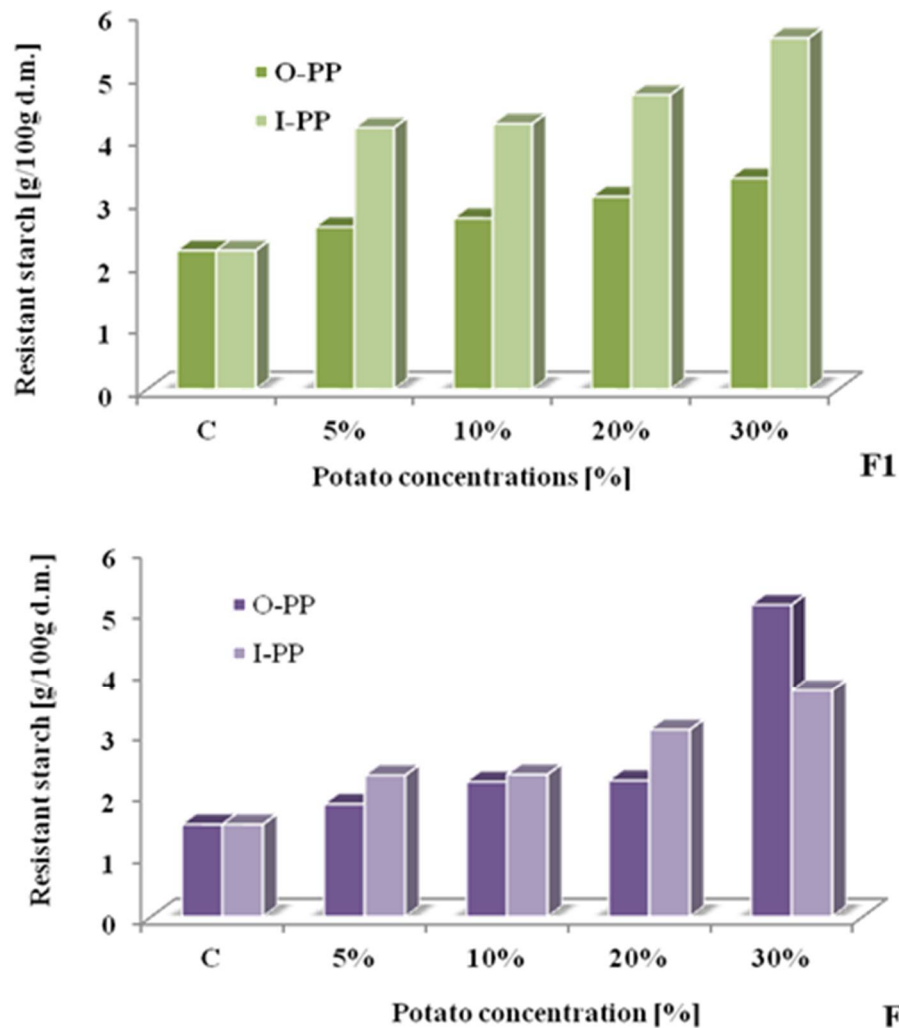 Resistant starch [g/100g d.m.]
6
5
4
3
2
1
0
O-PP
I-PP
C 5% 10% 20% 30%
Potato concentrations [%]
F1
Resistant starch [g/100g d.m.]
6
5
4
3
2
1
0
O-PP
I-PP
C 5% 10% 20% 30%
Potato concentration [%]
F